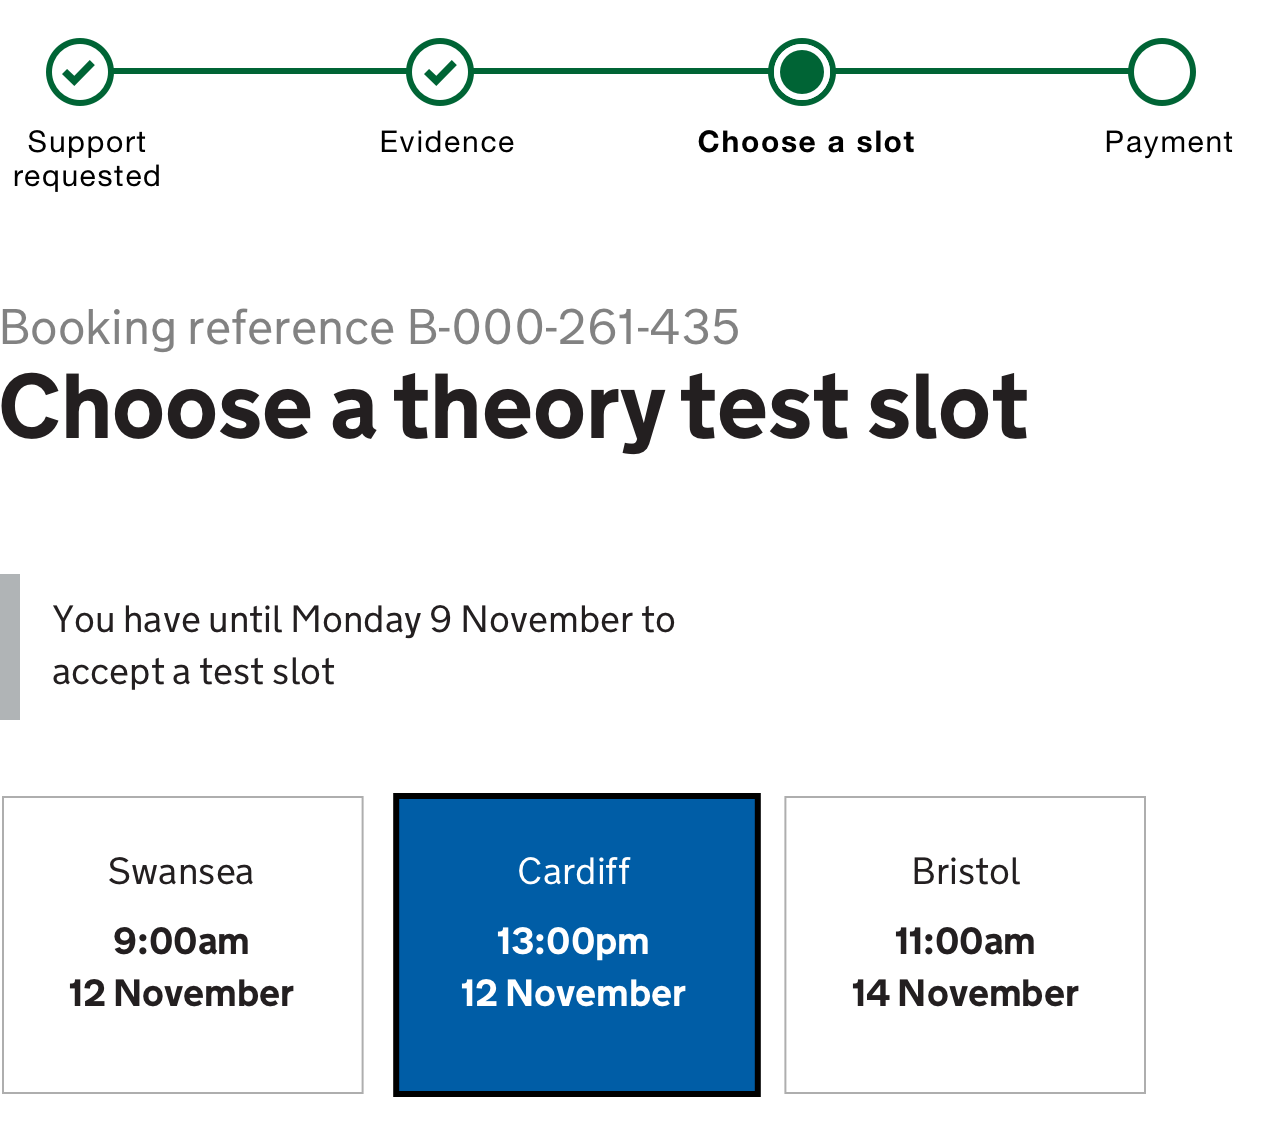 Support
requested
Evidence
Choose a slot
Payment
Booking reference B-000-261-435
Choose a theory test slot
You have until Monday 9 November to
accept a test slot
Swansea
9:00am
12 November
Cardiff
13:00pm
12 November
Bristol
11:00am
14 November